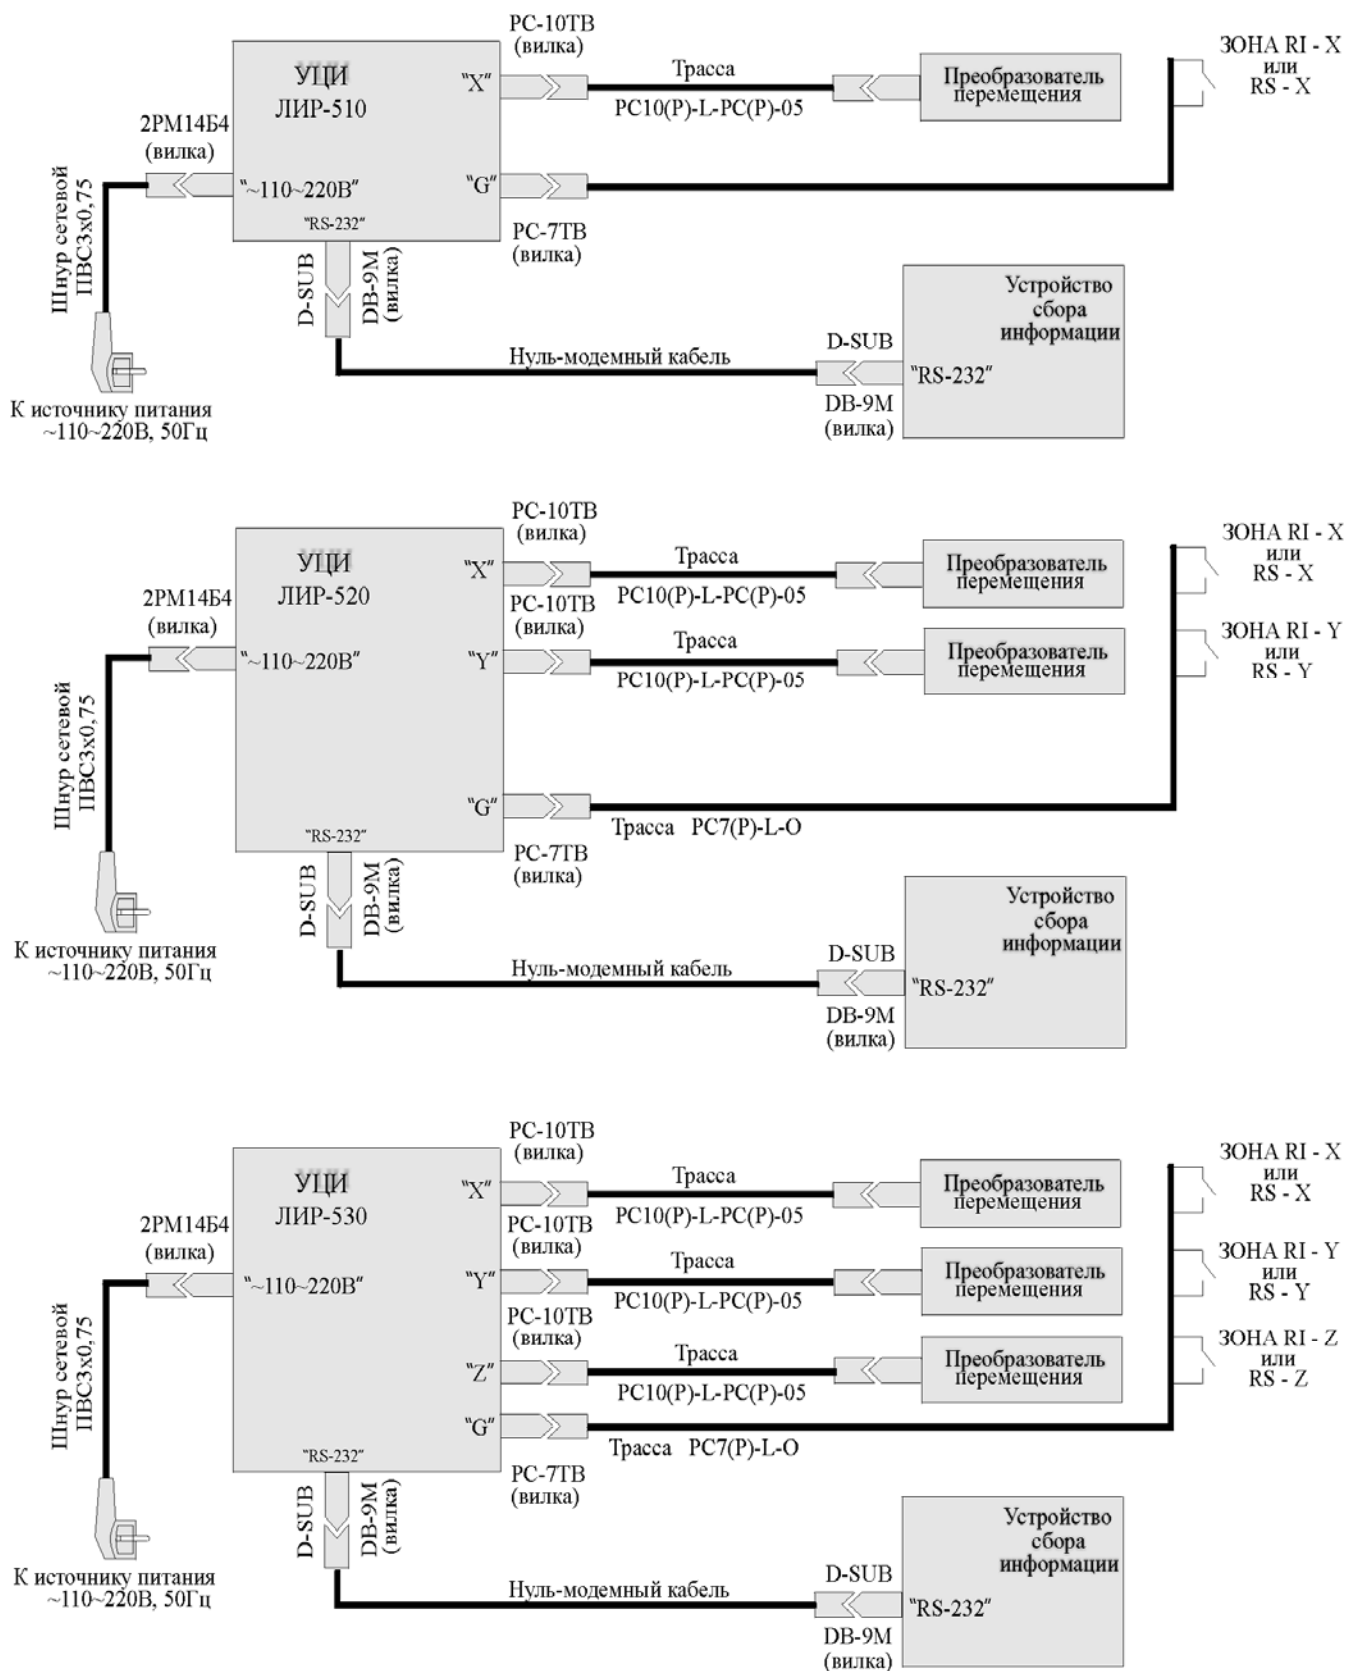 РС-10ТВ
(вилка)
УЦИ
ЛИР-510
"X"
Трасса
РС10(Р)-L-РС(Р)-05
Преобразователь
перемещения
ЗОНА RI - X
или
RS - X
2РМ14Б4
(вилка)
"~110~220В"
"G"
"RS-232"
РС-7ТВ
(вилка)
Шнур сетевой
ПВС3х0,75
D-SUB
DB-9M
(вилка)
Устройство
сбора
информации
Нуль-модемный кабель
D-SUB
"RS-232"
DB-9M
(вилка)
К источнику питания
~110~220В, 50Гц
РС-10ТВ
(вилка)
УЦИ
ЛИР-520
"X"
Трасса
РС10(Р)-L-РС(Р)-05
Преобразователь
перемещения
ЗОНА RI - X
или
RS - X
2РМ14Б4
(вилка)
"~110~220В"
РС-10ТВ
(вилка)
"Y"
Трасса
РС10(Р)-L-РС(Р)-05
Преобразователь
перемещения
ЗОНА RI - Y
или
RS - Y
"G"
Трасса РС7(Р)-L-O
"RS-232"
РС-7ТВ
(вилка)
Шнур сетевой
ПВС3х0,75
D-SUB
DB-9M
(вилка)
Устройство
сбора
информации
Нуль-модемный кабель
D-SUB
"RS-232"
DB-9M
(вилка)
К источнику питания
~110~220В, 50Гц
РС-10ТВ
(вилка)
УЦИ
ЛИР-530
"X"
Трасса
РС10(Р)-L-РС(Р)-05
Преобразователь
перемещения
ЗОНА RI - X
или
RS - X
2РМ14Б4
(вилка)
"~110~220В"
РС-10ТВ
(вилка)
"Y"
Трасса
РС10(Р)-L-РС(Р)-05
Преобразователь
перемещения
ЗОНА RI - Y
или
RS - Y
РС-10ТВ
(вилка)
"Z"
Трасса
РС10(Р)-L-РС(Р)-05
Преобразователь
перемещения
ЗОНА RI - Z
или
RS - Z
"G"
Трасса РС7(Р)-L-O
"RS-232"
РС-7ТВ
(вилка)
Шнур сетевой
ПВС3х0,75
D-SUB
DB-9M
(вилка)
Устройство
сбора
информации
Нуль-модемный кабель
D-SUB
"RS-232"
DB-9M
(вилка)
К источнику питания
~110~220В, 50Гц